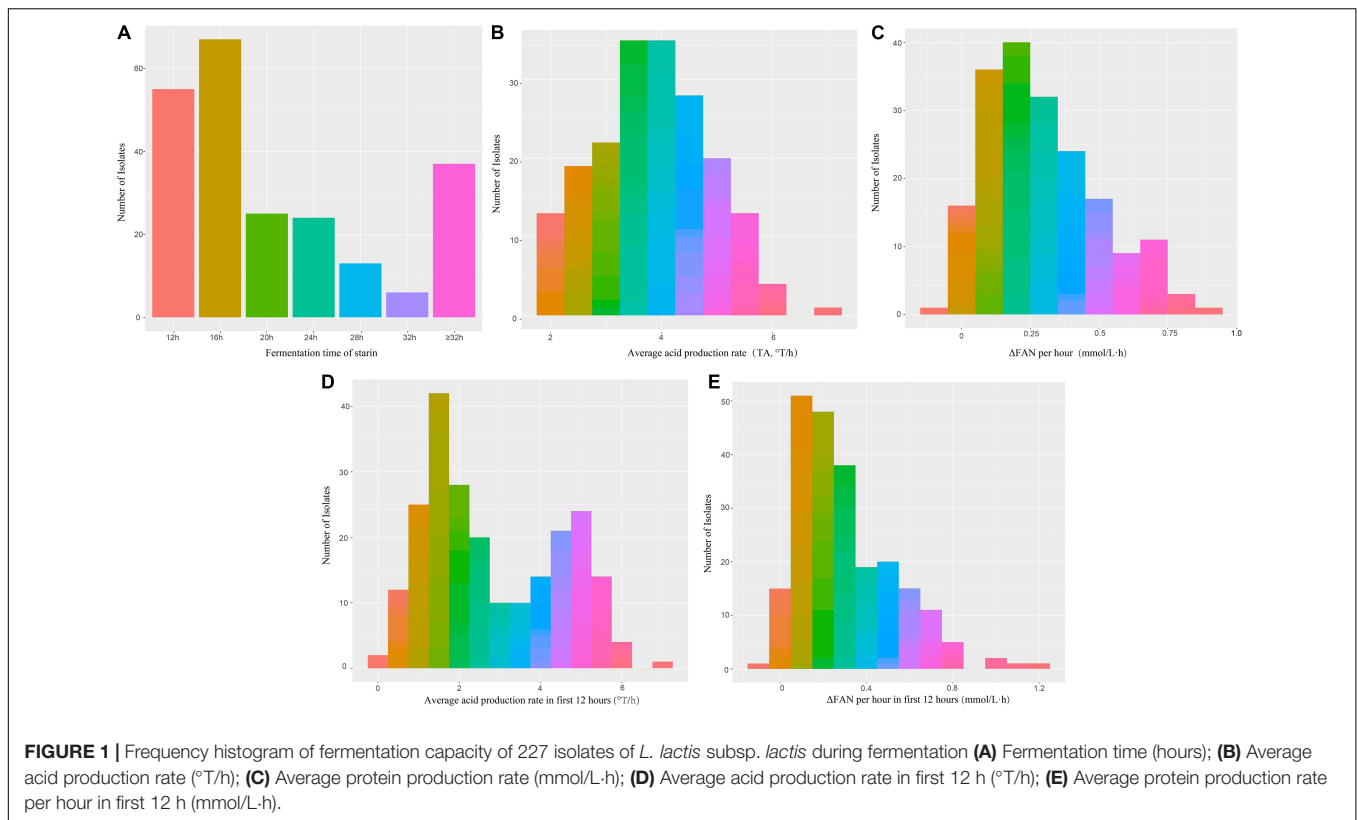 A
Number of Isolates
60
40
20
0
12h 16h 20h 24h 28h 32h ≥32h
Fermentation time of starin
B
Number of Isolates
30
20
10
0
2 4 6
Average acid production rate (TA, °T/h)
C
Number of Isolates
40
30
20
10
0
0 0.25 0.5 0.75 1.0
ΔFAN per hour (mmol/L·h)
D
Number of Isolates
40
30
20
10
0
0 2 4 6
Average acid production rate in first 12 hours (°T/h)
E
Number of Isolates
50
40
30
20
10
0
0 0.4 0.8 1.2
ΔFAN per hour in first 12 hours (mmol/L·h)
FIGURE 1 | Frequency histogram of fermentation capacity of 227 isolates of L. lactis subsp. lactis during fermentation (A) Fermentation time (hours); (B) Average
acid production rate (°T/h); (C) Average protein production rate (mmol/L·h); (D) Average acid production rate in first 12 h (°T/h); (E) Average protein production rate
per hour in first 12 h (mmol/L·h).